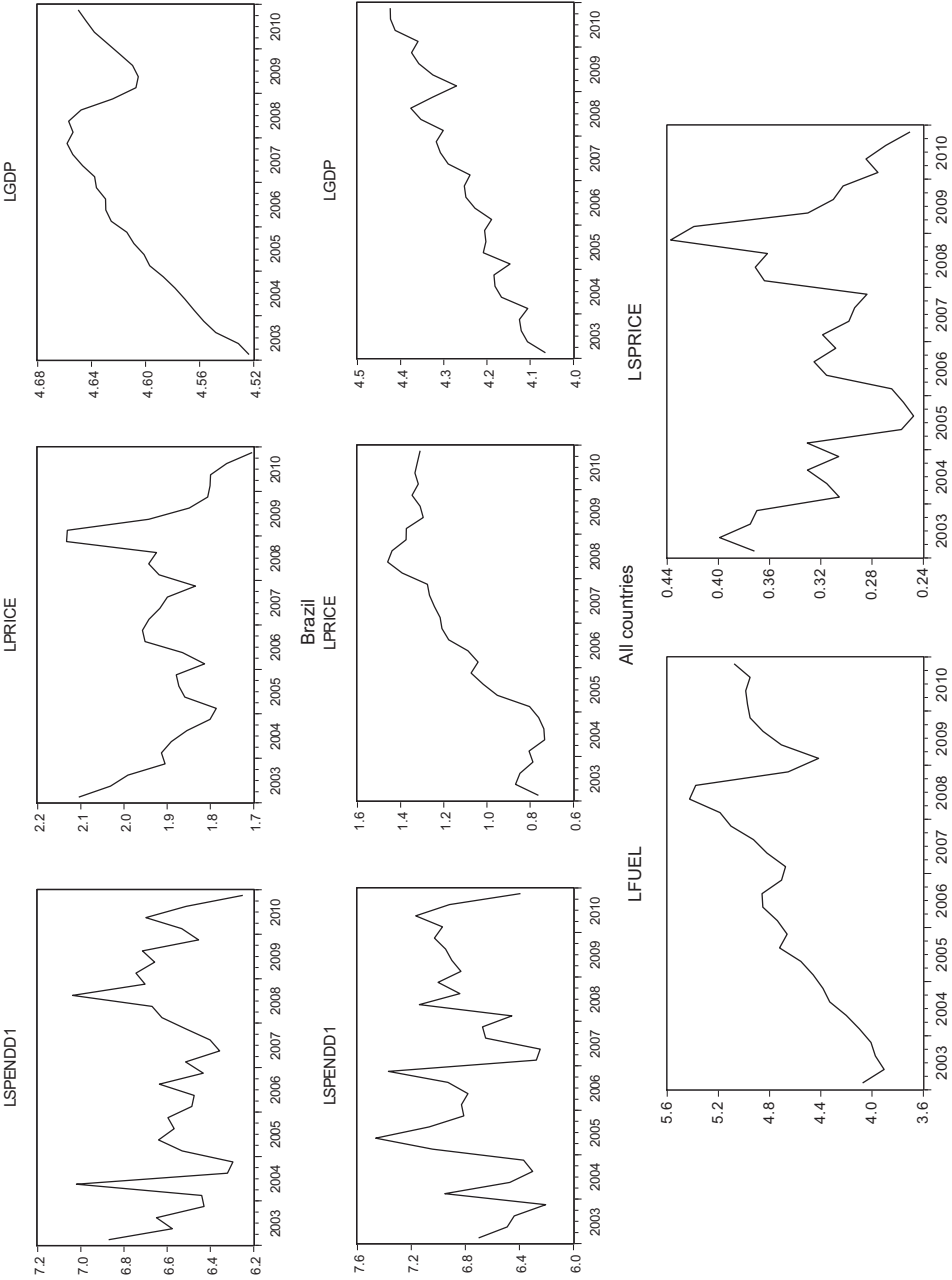 LSPENDD1
7.2
7.0
6.8
6.6
6.4
6.2
2003 2004 2005 2006 2007 2008 2009 2010
LPRICE
2.2
2.1
2.0
1.9
1.8
1.7
2003 2004 2005 2006 2007 2008 2009 2010
LGDP
4.68
4.64
4.60
4.56
4.52
2003 2004 2005 2006 2007 2008 2009 2010
Brazil
LSPENDD1
7.6
7.2
6.8
6.4
6.0
2003 2004 2005 2006 2007 2008 2009 2010
LPRICE
1.6
1.4
1.2
1.0
0.8
0.6
2003 2004 2005 2006 2007 2008 2009 2010
LGDP
4.5
4.4
4.3
4.2
4.1
4.0
2003 2004 2005 2006 2007 2008 2009 2010
All countries
LFUEL
5.6
5.2
4.8
4.4
4.0
3.6
2003 2004 2005 2006 2007 2008 2009 2010
LSPRICE
0.44
0.40
0.36
0.32
0.28
0.24
2003 2004 2005 2006 2007 2008 2009 2010